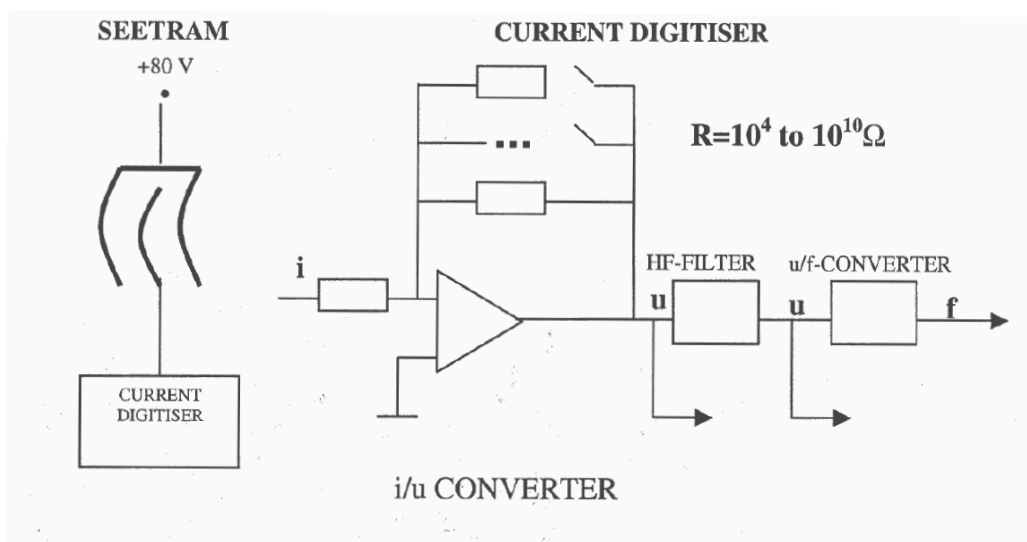 SEETRAM
+80 V
CURRENT
DIGITISER
CURRENT DIGITISER
R=10⁴ to 10¹⁰Ω
i
HF-FILTER
u/f-CONVERTER
u
u
f
i/u CONVERTER